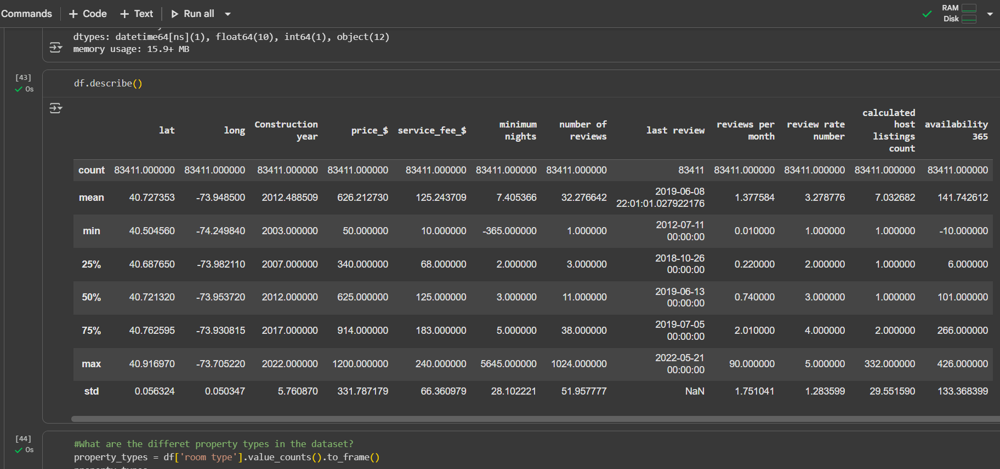 Commands + Code + Text Run all RAM
Disk
dtypes: datetime64[ns](1), float64(10), int64(1), object(12)
memory usage: 15.9+ MB
[43]
0s
df.describe()
lat long Construction year price_$ service_fee_$ minimum nights number of reviews last review reviews per month review rate number calculated host listings count availability 365
count 83411.000000 83411.000000 83411.000000 83411.000000 83411.000000 83411.000000 83411.000000 83411 83411.000000 83411.000000 83411.000000 83411.000000
mean 40.727353 -73.948500 2012.488509 626.212730 125.243709 7.405366 32.276642 2019-06-08 22:01:01.027922176 1.377584 3.278776 7.032682 141.742612
min 40.504560 -74.249840 2003.000000 50.000000 10.000000 -365.000000 1.000000 2012-07-11 00:00:00 0.010000 1.000000 1.000000 -10.000000
25% 40.687650 -73.982110 2007.000000 340.000000 68.000000 2.000000 3.000000 2018-10-26 00:00:00 0.220000 2.000000 1.000000 6.000000
50% 40.721320 -73.953720 2012.000000 625.000000 125.000000 3.000000 11.000000 2019-06-13 00:00:00 0.740000 3.000000 1.000000 101.000000
75% 40.762595 -73.930815 2017.000000 914.000000 183.000000 5.000000 38.000000 2019-07-05 00:00:00 2.010000 4.000000 2.000000 266.000000
max 40.916970 -73.705220 2022.000000 1200.000000 240.000000 5645.000000 1024.000000 2022-05-21 00:00:00 90.000000 5.000000 332.000000 426.000000
std 0.056324 0.050347 5.760870 331.787179 66.360979 28.102221 51.957777 NaN 1.751041 1.283599 29.551590 133.368399
[44]
0s
#What are the differet property types in the dataset?
property_types = df['room type'].value_counts().to_frame()